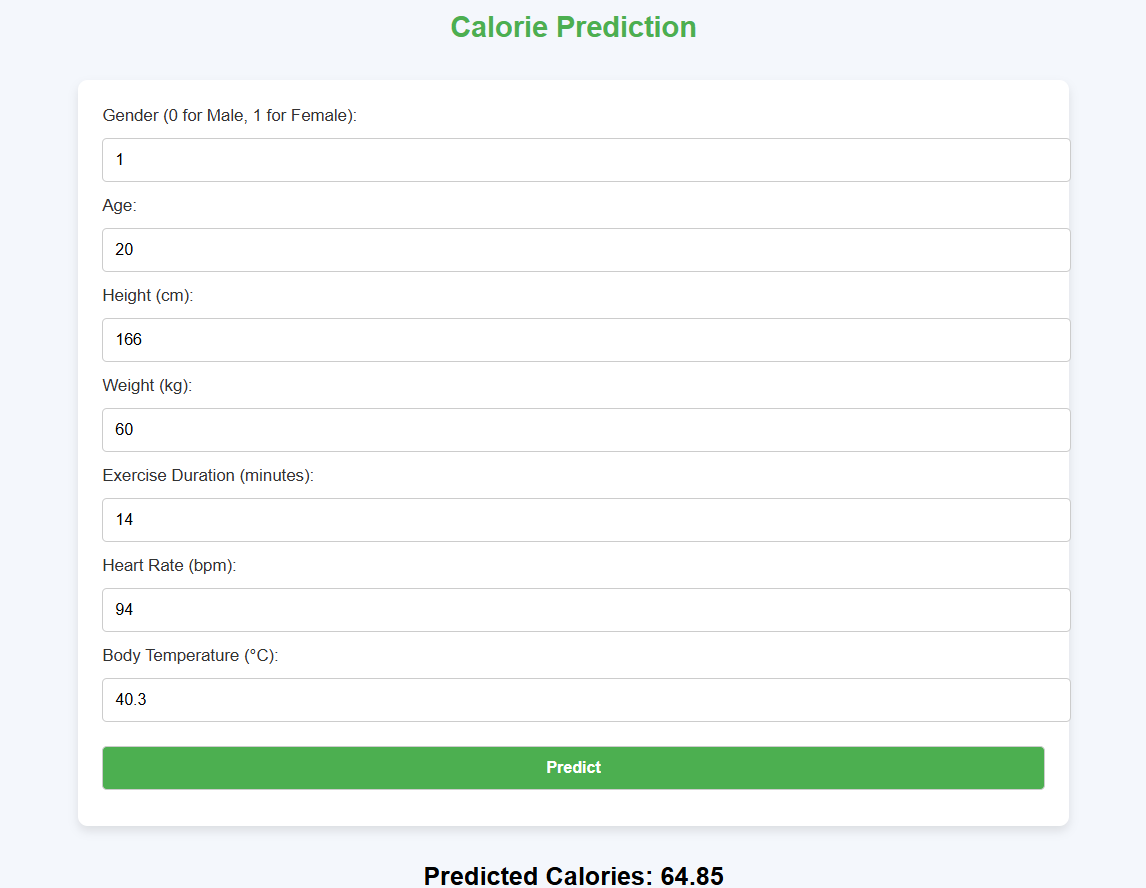 Calorie Prediction
Gender (0 for Male, 1 for Female):
1
Age:
20
Height (cm):
166
Weight (kg):
60
Exercise Duration (minutes):
14
Heart Rate (bpm):
94
Body Temperature (°C):
40.3
Predict
Predicted Calories: 64.85